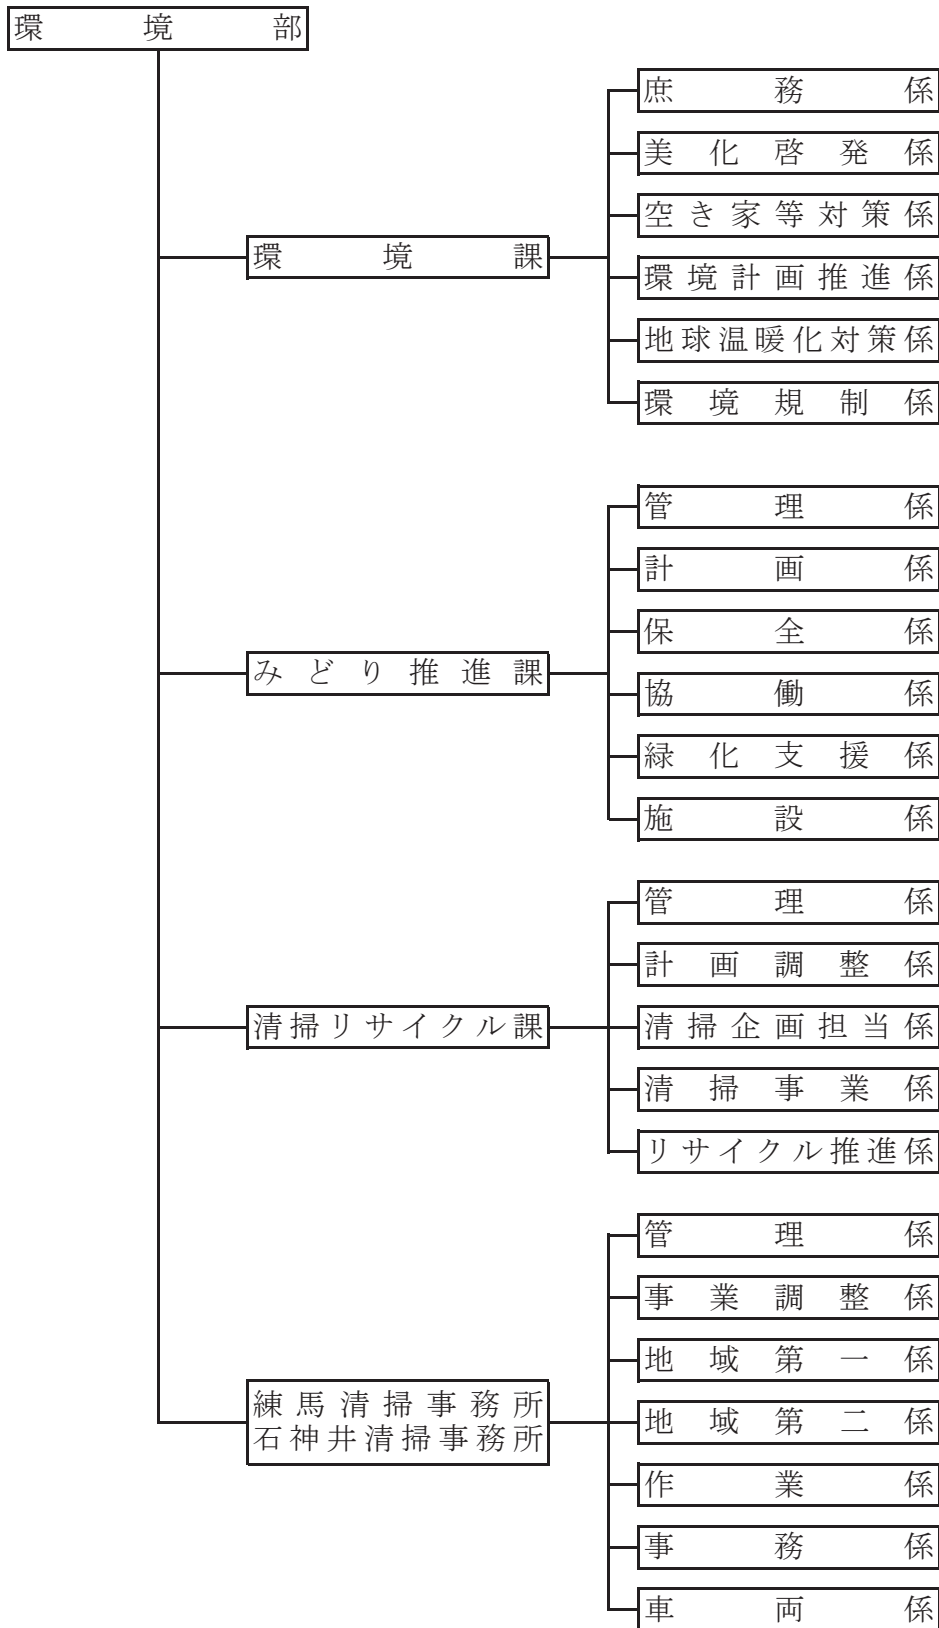 環境部
環境課
庶務係
美化啓発係
空き家等対策係
環境計画推進係
地球温暖化対策係
環境規制係
みどり推進課
管理係
計画係
保全係
協働係
緑化支援係
施設係
清掃リサイクル課
管理係
計画調整係
清掃企画担当係
清掃事業係
リサイクル推進係
練馬清掃事務所
石神井清掃事務所
管理係
事業調整係
地域第一係
地域第二係
作業係
事務係
車両係